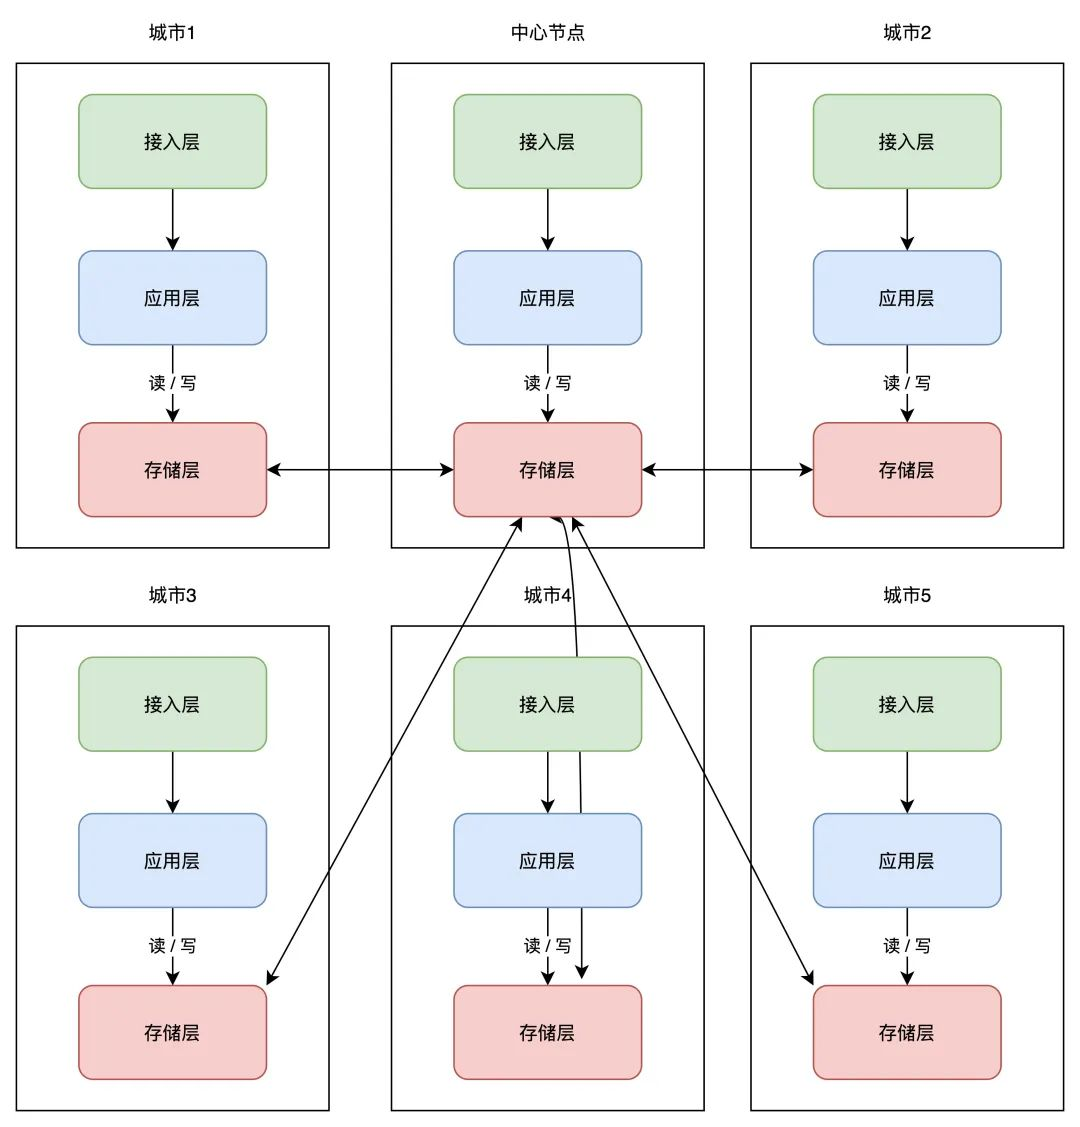 城市1
中心节点
城市2
接入层
接入层
接入层
应用层
应用层
应用层
读 / 写
读 / 写
读 / 写
存储层
存储层
存储层
城市3
城市4
城市5
接入层
接入层
接入层
应用层
应用层
应用层
读 / 写
读 / 写
读 / 写
存储层
存储层
存储层